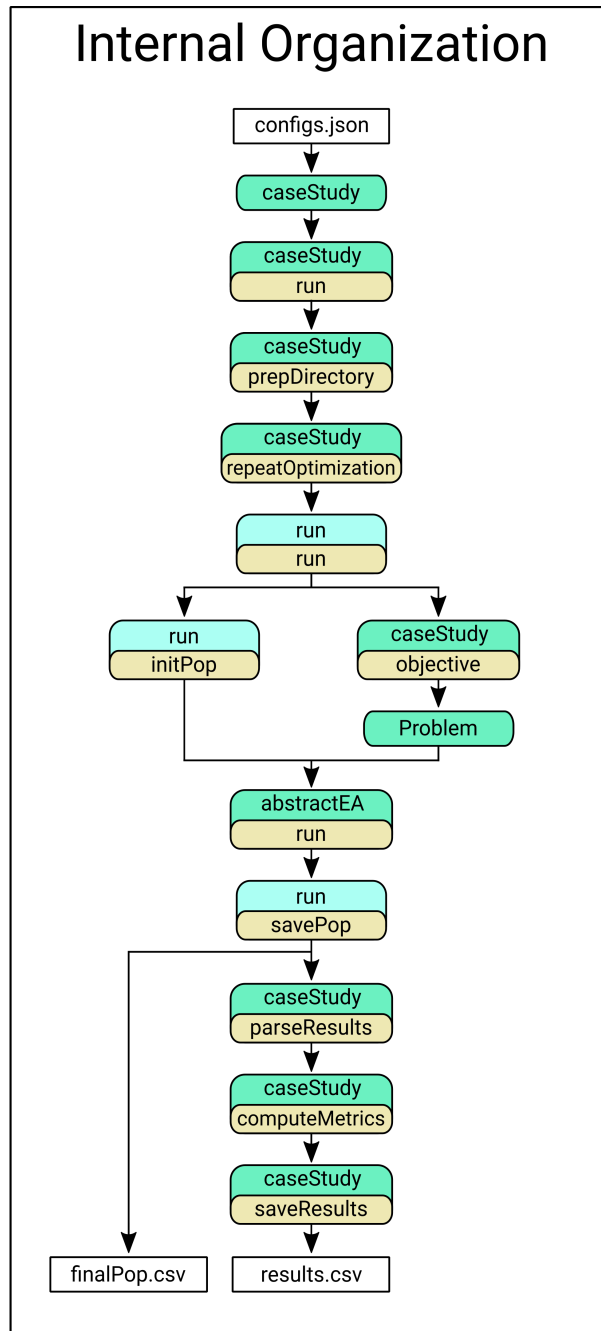 Internal Organization
configs.json
caseStudy
caseStudy
run
caseStudy
prepDirectory
caseStudy
repeatOptimization
run
run
run
initPop
caseStudy
objective
Problem
abstractEA
run
run
savePop
caseStudy
parseResults
caseStudy
computeMetrics
caseStudy
saveResults
finalPop.csv
results.csv